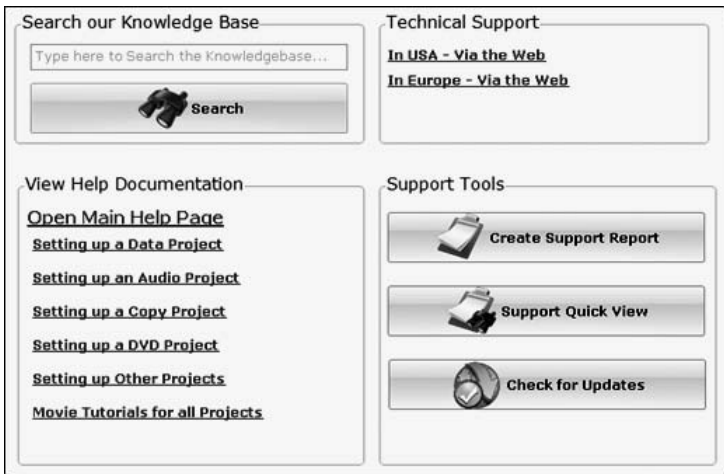 Search our Knowledge Base
Type here to Search the Knowledgebase...
Search
Technical Support
In USA - Via the Web
In Europe - Via the Web
View Help Documentation
Open Main Help Page
Setting up a Data Project
Setting up an Audio Project
Setting up a Copy Project
Setting up a DVD Project
Setting up Other Projects
Movie Tutorials for all Projects
Support Tools
Create Support Report
Support Quick View
Check for Updates